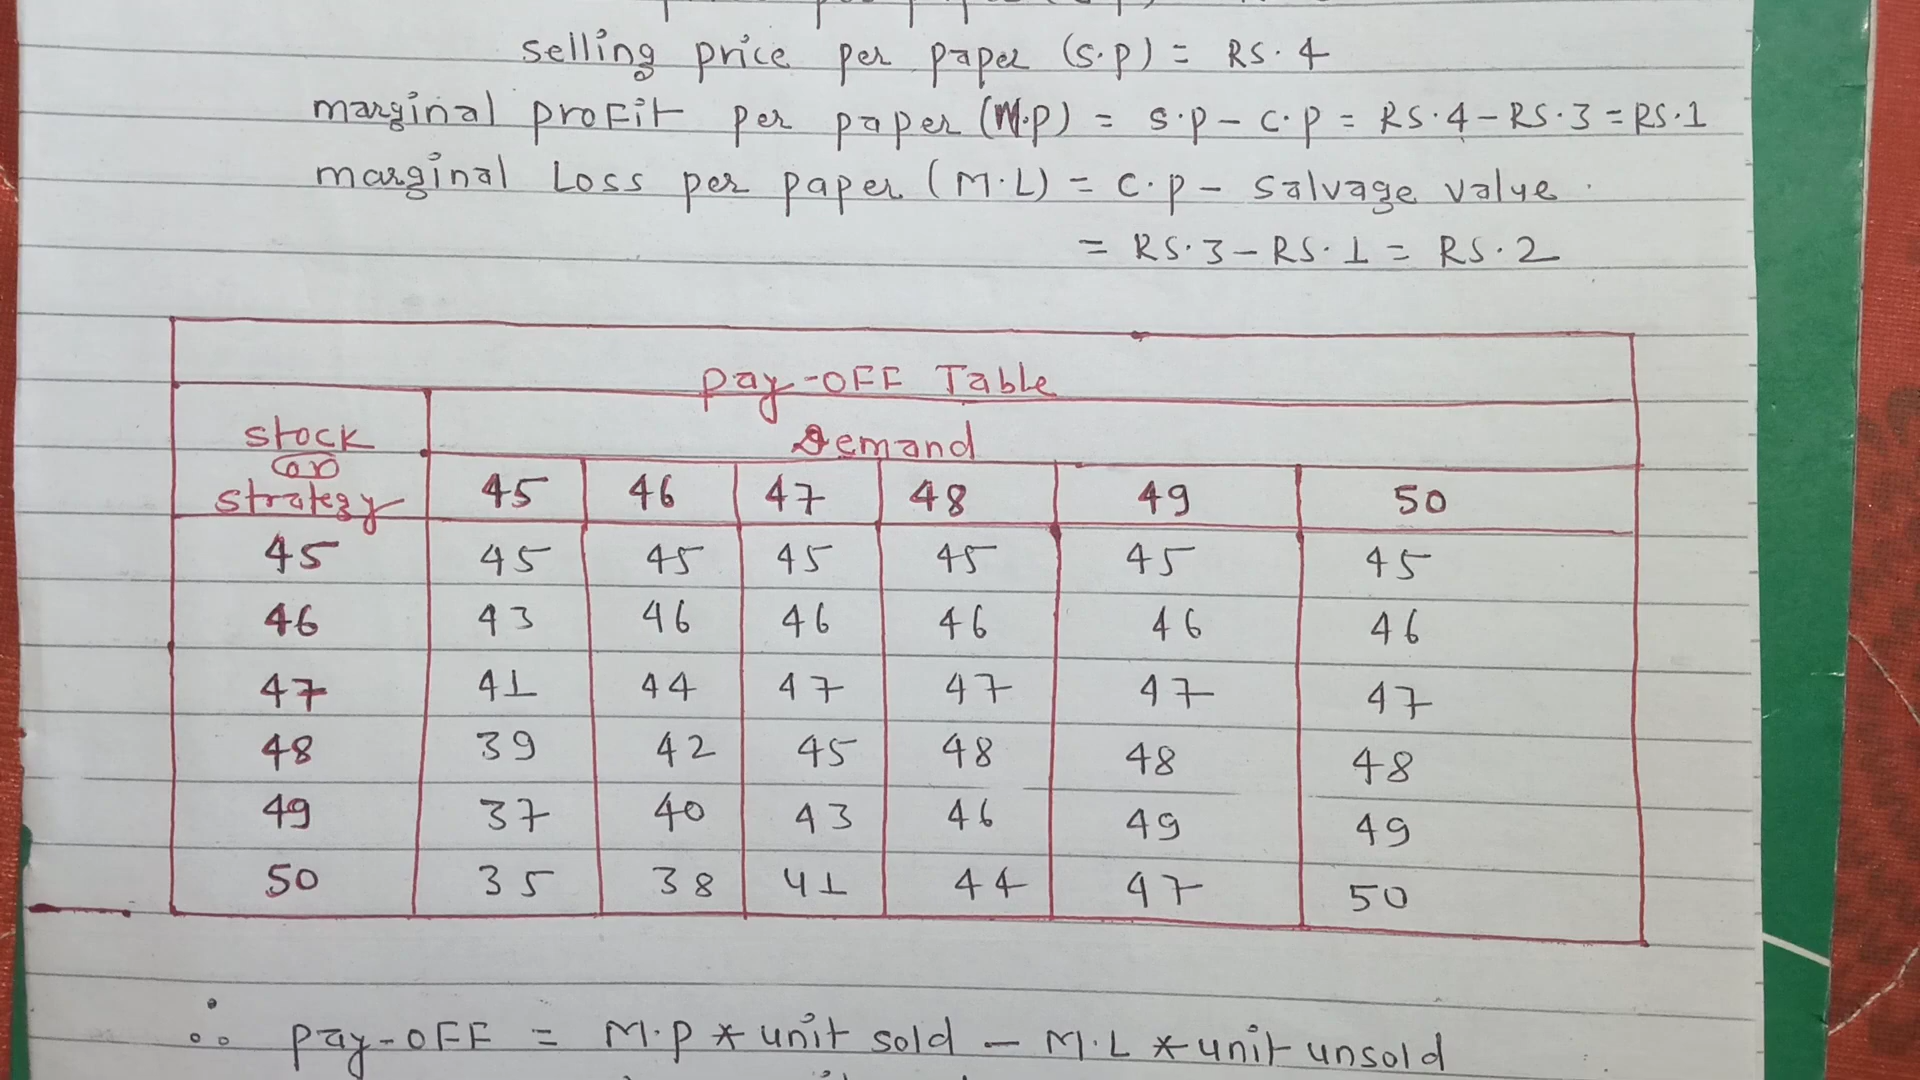 selling price per paper (s.p) = RS. 4
marginal profit per paper (M.p) = s.p - c.p = RS.4 - RS.3 = RS.1
marginal Loss per paper (M.L) = c.p - salvage value.
= RS.3 - RS.1 = RS.2
pay-off Table
stock
(or)
strategy
Demand
45 46 47 48 49 50
45 45 45 45 45 45 45
46 43 46 46 46 46 46
47 41 44 47 47 47 47
48 39 42 45 48 48 48
49 37 40 43 46 49 49
50 35 38 41 44 47 50
∴ pay-off = M.p * unit sold - M.L * unit unsold